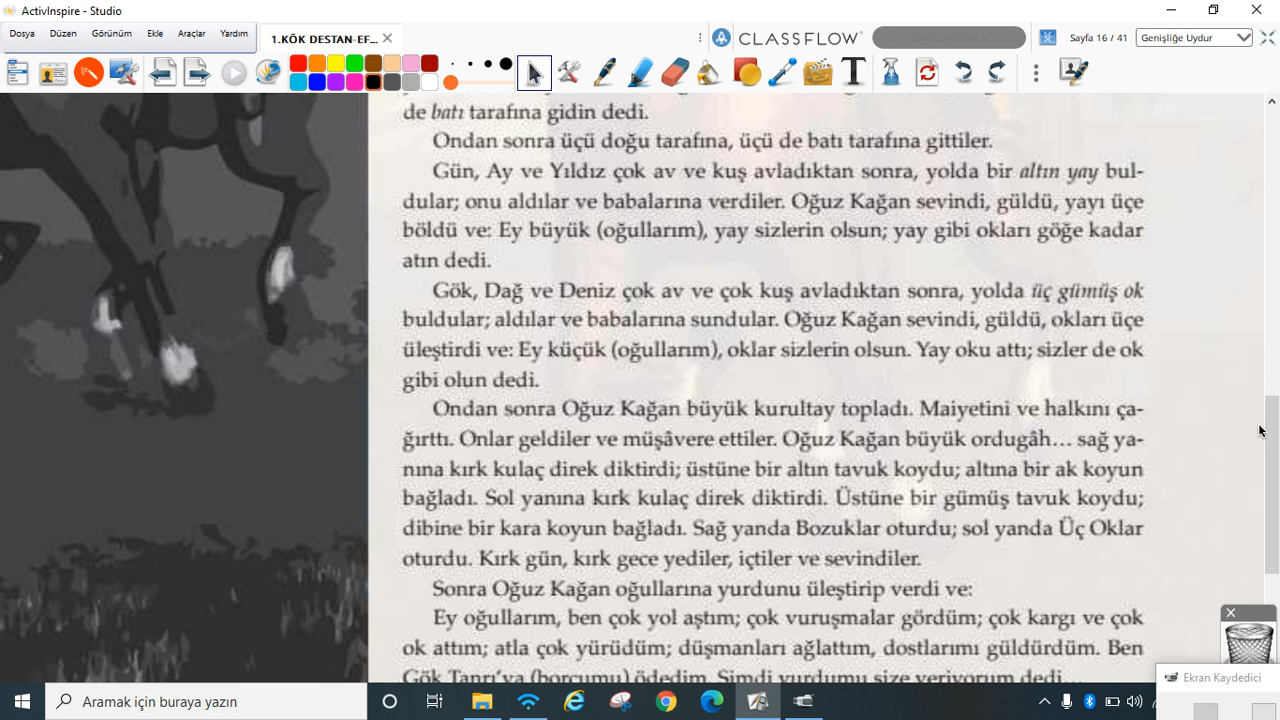 ActivInspire - Studio
Dosya Düzen Görünüm Ekle Araçlar Yardım
1.KÖK DESTAN-EF...
CLASSFLOW
Sayfa 16 / 41
Genişliğe Uydur
de batı tarafına gidin dedi.
Ondan sonra üçü doğu tarafına, üçü de batı tarafına gittiler.
Gün, Ay ve Yıldız çok av ve kuş avladıktan sonra, yolda bir altın yay bul-
dular; onu aldılar ve babalarına verdiler. Oğuz Kağan sevindi, güldü, yayı üçe
böldü ve: Ey büyük (oğullarım), yay sizlerin olsun; yay gibi okları göğe kadar
atın dedi.
Gök, Dağ ve Deniz çok av ve çok kuş avladıktan sonra, yolda üç gümüş ok
buldular; aldılar ve babalarına sundular. Oğuz Kağan sevindi, güldü, okları üçe
üleştirdi ve: Ey küçük (oğullarım), oklar sizlerin olsun. Yay oku attı; sizler de ok
gibi olun dedi.
Ondan sonra Oğuz Kağan büyük kurultay topladı. Maiyetini ve halkını ça-
ğırttı. Onlar geldiler ve müşâvere ettiler. Oğuz Kağan büyük ordugâh... sağ ya-
nına kırk kulaç direk diktirdi; üstüne bir altın tavuk koydu; altına bir ak koyun
bağladı. Sol yanına kırk kulaç direk diktirdi. Üstüne bir gümüş tavuk koydu;
dibine bir kara koyun bağladı. Sağ yanda Bozuklar oturdu; sol yanda Üç Oklar
oturdu. Kırk gün, kırk gece yediler, içtiler ve sevindiler.
Sonra Oğuz Kağan oğullarına yurdunu üleştirip verdi ve:
Ey oğullarım, ben çok yol aştım; çok vuruşmalar gördüm; çok kargı ve çok
ok attım; atla çok yürüdüm; düşmanları ağlattım, dostlarımı güldürdüm. Ben
Gök Tanrı'ya (borcumu) ödedim. Şimdi yurdumu size veriyorum dedi...
Ekran Kaydedici
Aramak için buraya yazın